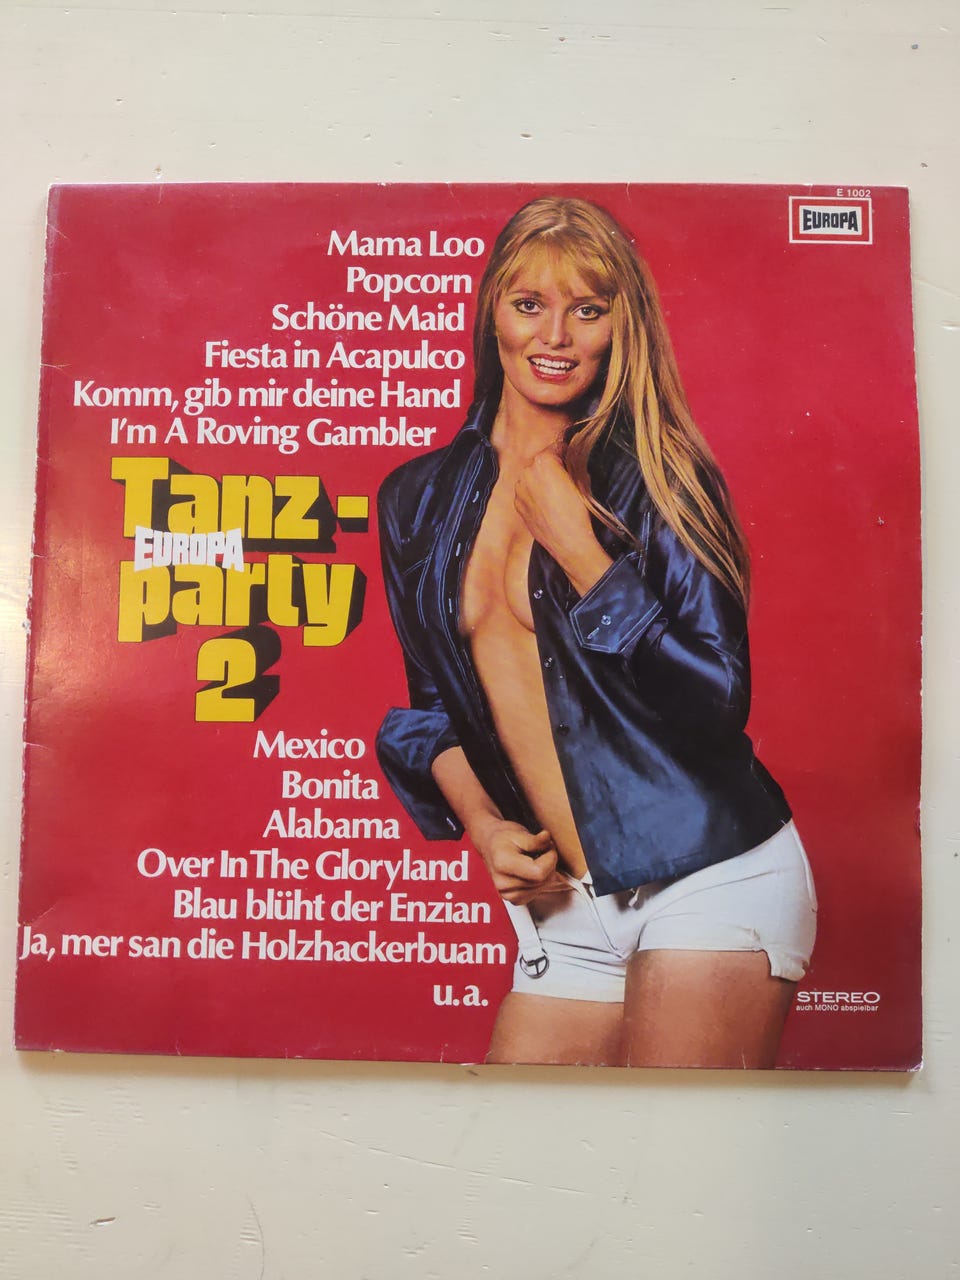 E 1002
EUROPA
Mama Loo
Popcorn
Schöne Maid
Fiesta in Acapulco
Komm, gib mir deine Hand
I'm A Roving Gambler
Tanz-
EUROPA
party
2
Mexico
Bonita
Alabama
Over In The Gloryland
Blau blüht der Enzian
Ja, mer san die Holzhackerbuam
u.a.
STEREO
auch MONO abspielbar